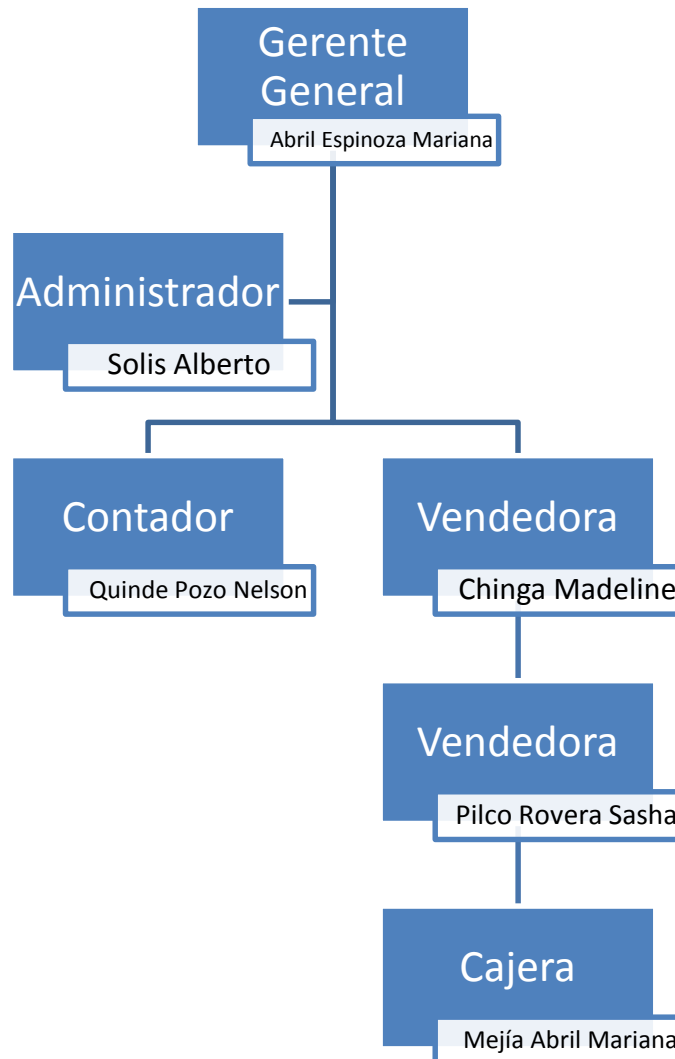 Gerente
General
Abril Espinoza Mariana
Administrador
Solis Alberto
Contador
Quinde Pozo Nelson
Vendedora
Chinga Madeline
Vendedora
Pilco Rovera Sasha
Cajera
Mejía Abril Mariana